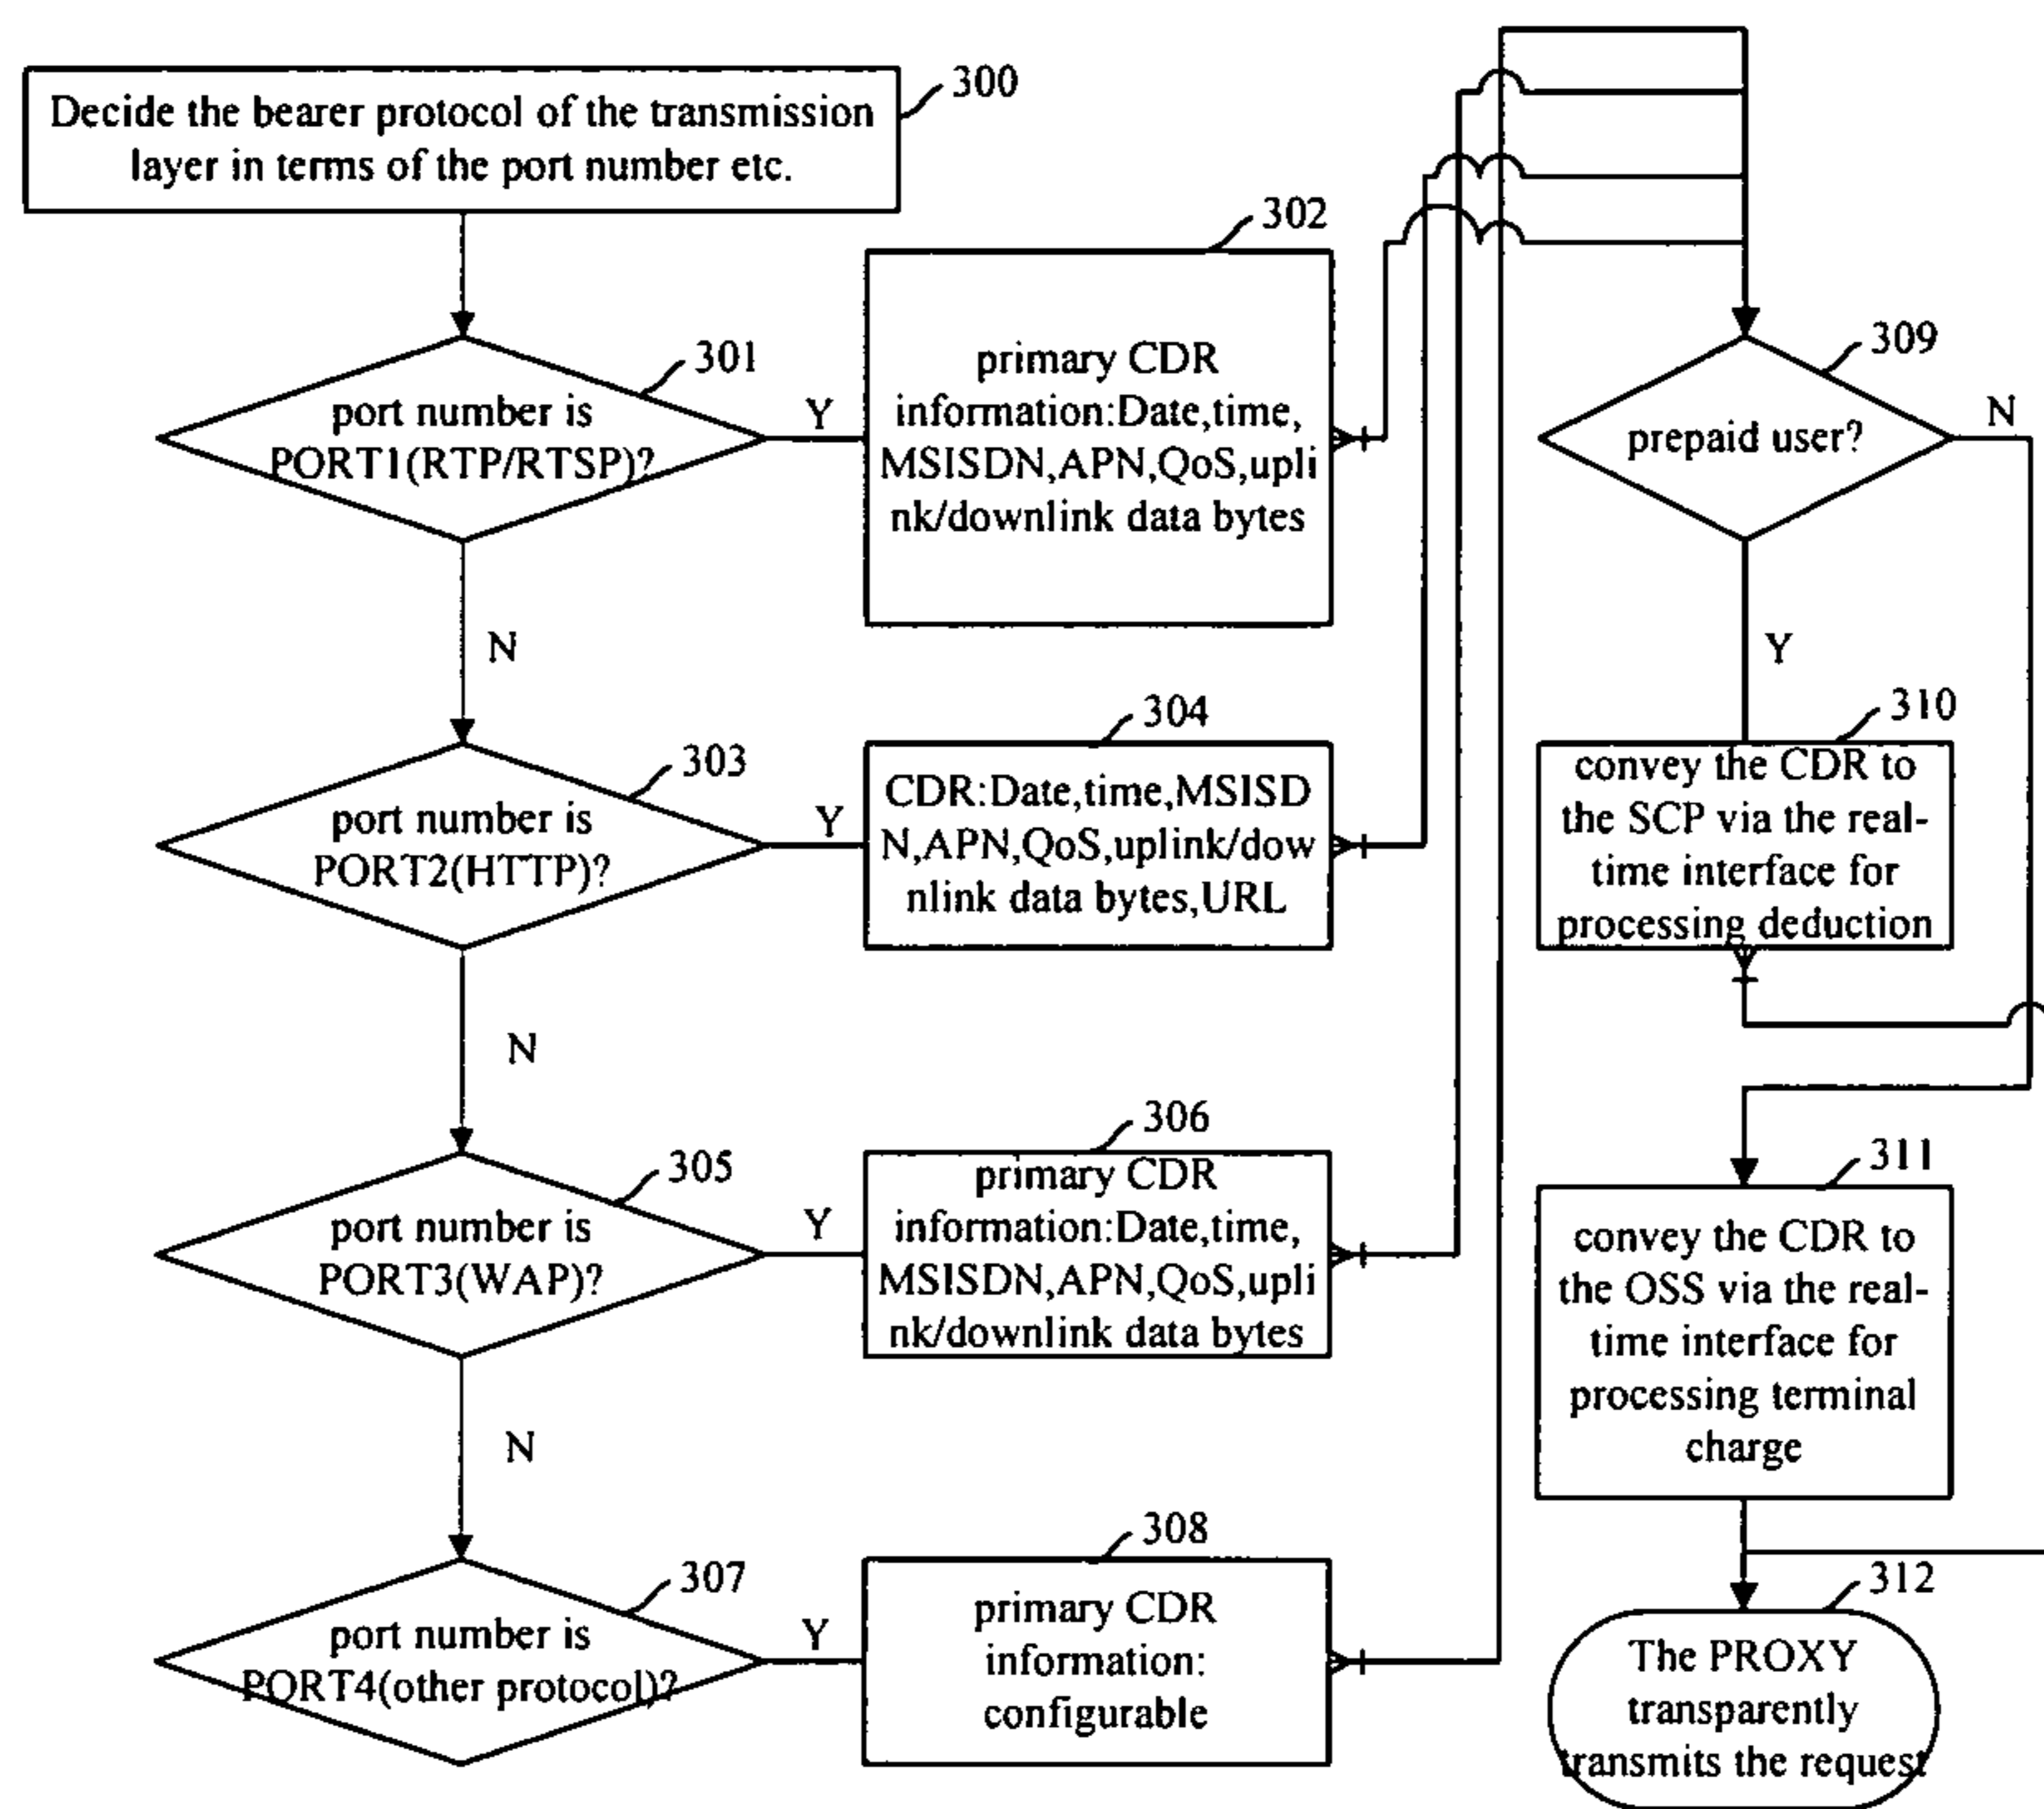 Decide the bearer protocol of the transmission
layer in terms of the port number etc.
300
port number is
PORT1(RTP/RTSP)?
301
Y
N
primary CDR
information:Date,time,
MSISDN,APN,QoS,upli
nk/downlink data bytes
302
port number is
PORT2(HTTP)?
303
Y
N
CDR:Date,time,MSISD
N,APN,QoS,uplink/dow
nlink data bytes,URL
304
port number is
PORT3(WAP)?
305
Y
N
primary CDR
information:Date,time,
MSISDN,APN,QoS,upli
nk/downlink data bytes
306
port number is
PORT4(other protocol)?
307
Y
primary CDR
information:
configurable
308
prepaid user?
309
N
Y
convey the CDR to
the SCP via the real-
time interface for
processing deduction
310
convey the CDR to
the OSS via the real-
time interface for
processing terminal
charge
311
The PROXY
transparently
transmits the request
312